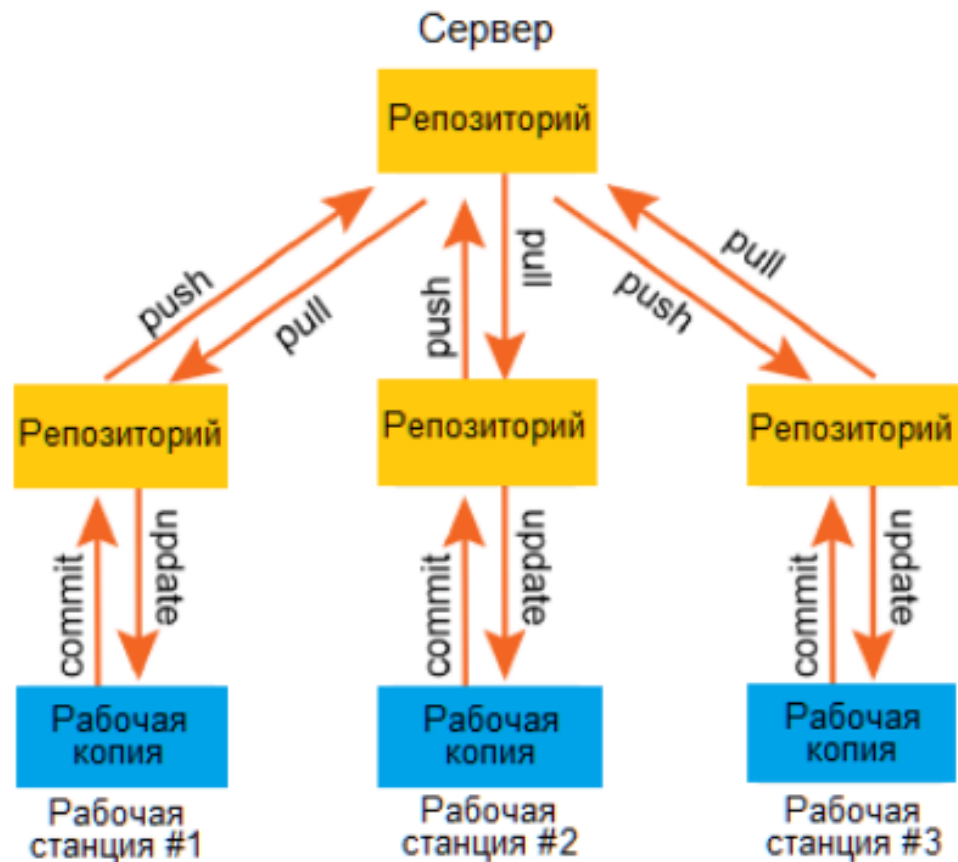 Сервер
Репозиторий
push
pull
push
pull
push
pull
Репозиторий
Репозиторий
Репозиторий
commit
update
commit
update
commit
update
Рабочая
копия
Рабочая
копия
Рабочая
копия
Рабочая
станция #1
Рабочая
станция #2
Рабочая
станция #3